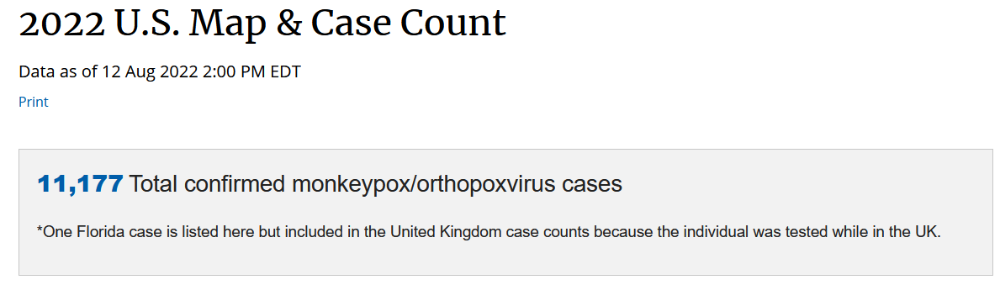 2022 U.S. Map & Case Count
Data as of 12 Aug 2022 2:00 PM EDT
Print
11,177 Total confirmed monkeypox/orthopoxvirus cases
*One Florida case is listed here but included in the United Kingdom case counts because the individual was tested while in the UK.